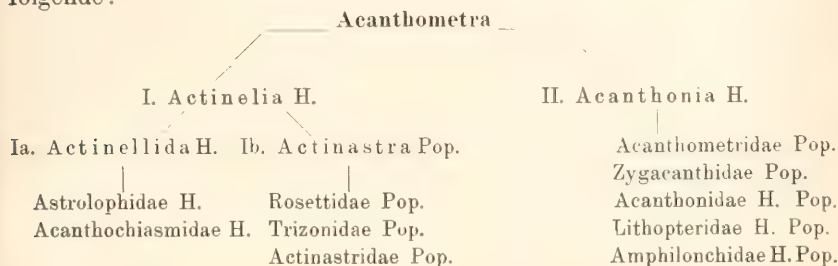 folgende:
Acanthometra
I. Actinelia H. II. Acanthonia H.
Ia. Actinellida H. Ib. Actinastra Pop. Acanthometridae Pop.
Zygacanthidae Pop.
Astrolophidae H. Rosettidae Pop. Acanthonidae H. Pop.
Acanthochiasmidae H. Trizonidae Pop. Lithopteridae H. Pop.
Actinastridae Pop. Amphilonchidae H. Pop.